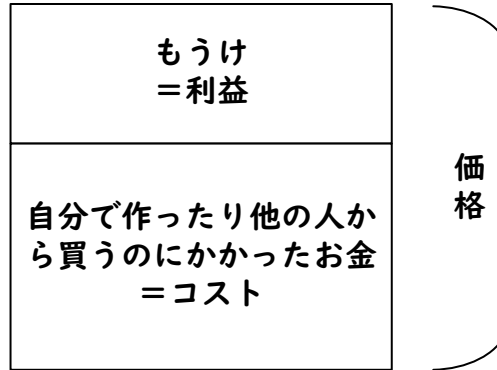 もうけ
＝利益
自分で作ったり他の人か
ら買うのにかかったお金
＝コスト
価格